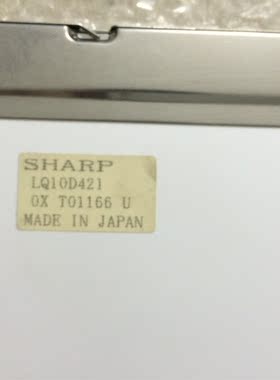 SHARP
LQ10D421
0X T01166 U
MADE IN JAPAN